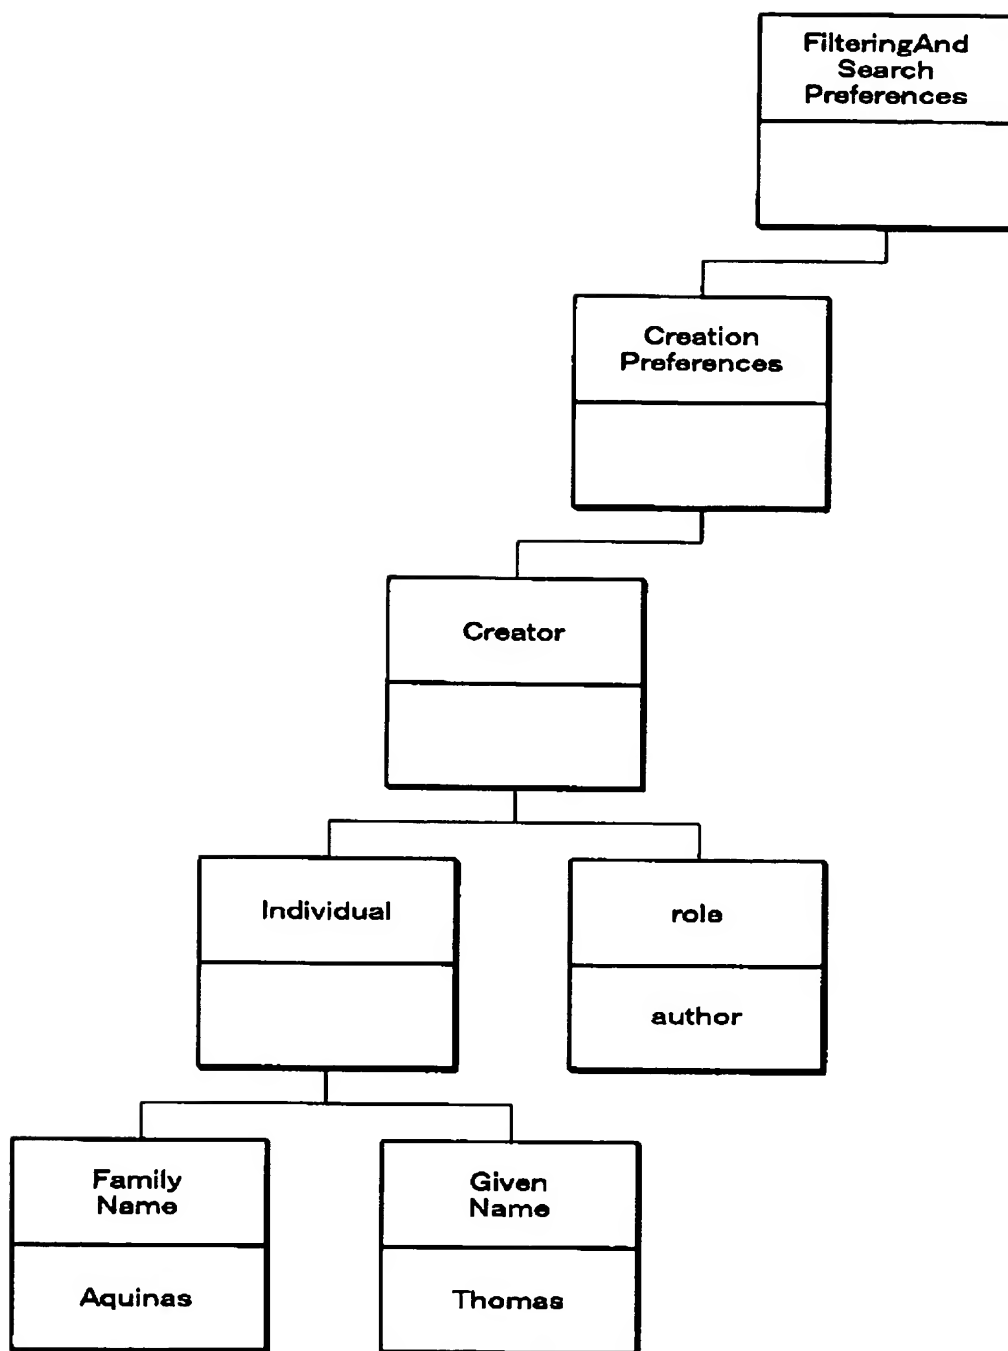 FilteringAnd
Search
Preferences
Creation
Preferences
Creator
Individual
role
author
Family
Name
Given
Name
Aquinas
Thomas